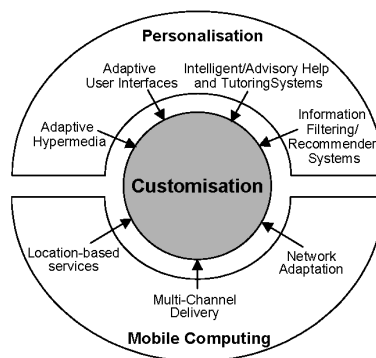 Personalisation
Adaptive
User Interfaces
Intelligent/Advisory Help
and TutoringSystems
Adaptive
Hypermedia
Information
Filtering/
Recommender
Systems
Customisation
Location-based
services
Multi-Channel
Delivery
Network
Adaptation
Mobile Computing